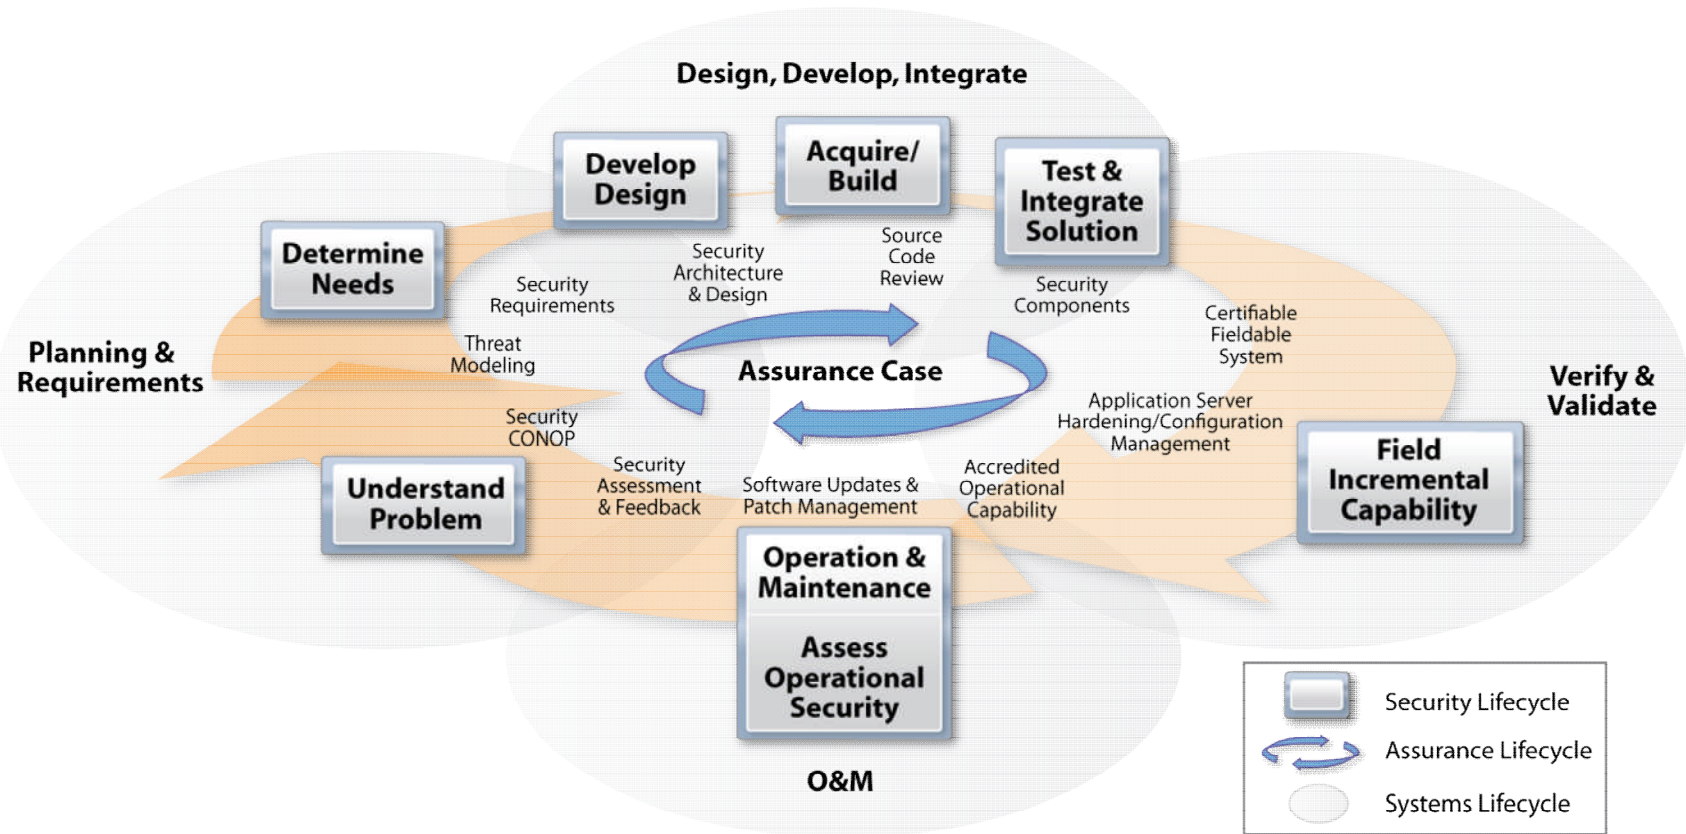 Design, Develop, Integrate
Acquire/
Build
Develop
Design
Test &
Integrate
Solution
Determine
Needs
Source
Code
Review
Security
Architecture
& Design
Security
Requirements
Security
Components
Certifiable
Fieldable
System
Threat
Modeling
Planning &
Requirements
Assurance Case
Verify &
Validate
Security
CONOP
Application Server
Hardening/Configuration
Management
Field
Incremental
Capability
Understand
Problem
Security
Assessment
& Feedback
Software Updates &
Patch Management
Accredited
Operational
Capability
Operation &
Maintenance
Assess
Operational
Security
O&M
Security Lifecycle
Assurance Lifecycle
Systems Lifecycle